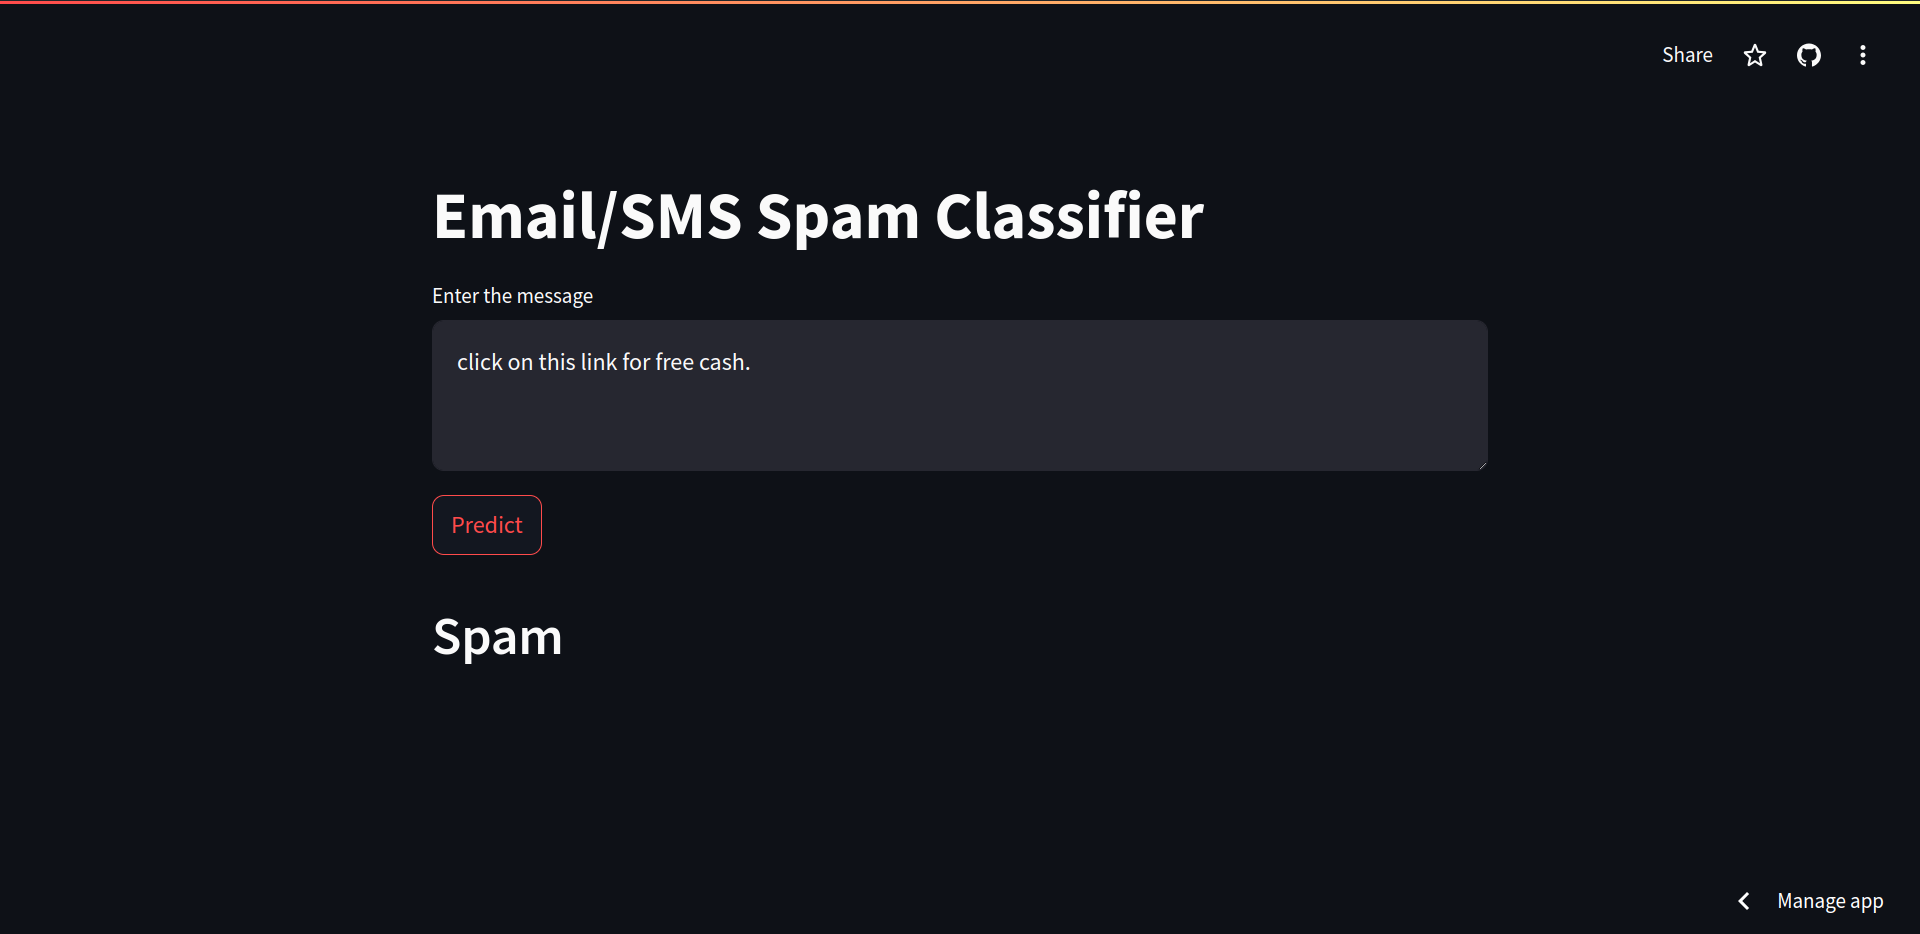 Share
Email/SMS Spam Classifier
Enter the message
click on this link for free cash.
Predict
Spam
Manage app